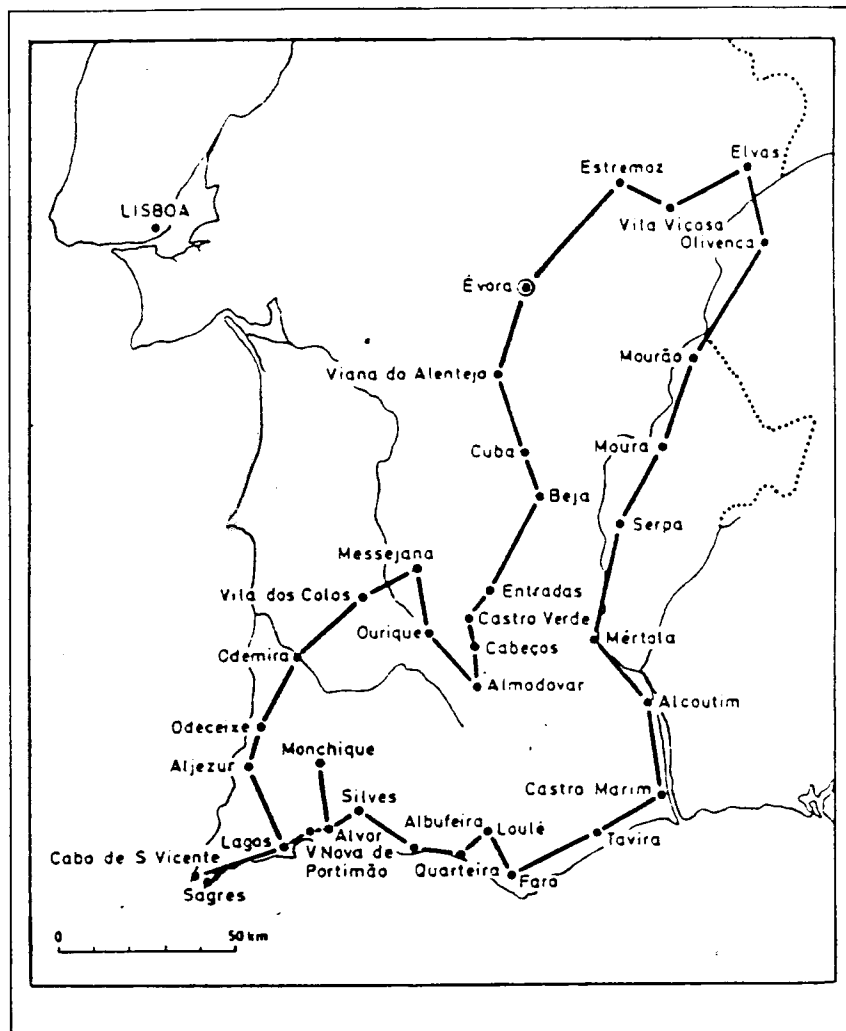 Elvas
Estremoz
LISBOA
Vila Viçosa
Olivença
Évora
Mourão
Viana do Alentejo
Moura
Cuba
Beja
Serpa
Messejana
Entradas
Vila dos Colos
Castro Verde
Ourique
Mértola
Cabeços
Odemira
Almodovar
Alcoutim
Odeceixe
Monchique
Aljezur
Castro Marim
Silves
Albufeira
Lagos
Alvor
Loulé
Tavira
Cabo de S Vicente
V Nova de
Portimão
Quarteira
Faro
Sagres
0 50 km